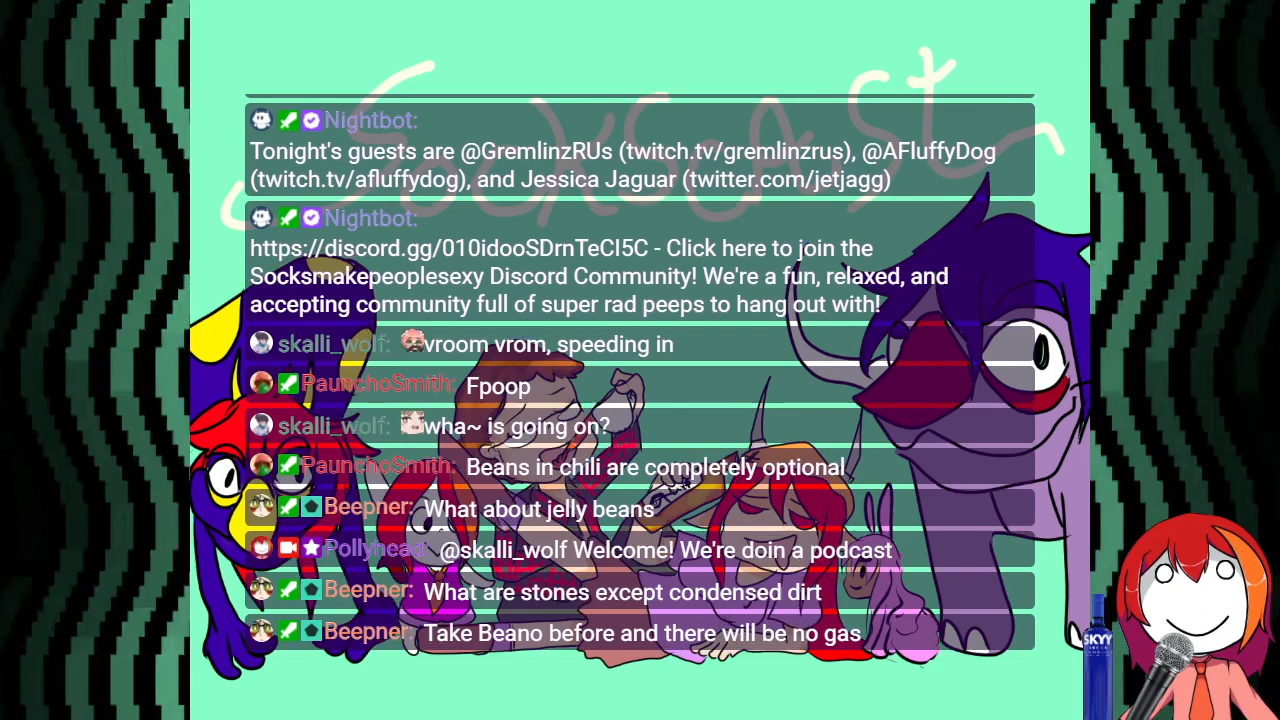 Sockscast
Nightbot:
Tonight's guests are @GremlinzRUs (twitch.tv/gremlinzrus), @AFluffyDog
(twitch.tv/afluffydog), and Jessica Jaguar (twitter.com/jetjagg)
Nightbot:
https://discord.gg/010idooSDrnTeCI5C - Click here to join the
Socksmakepeoplesexy Discord Community! We're a fun, relaxed, and
accepting community full of super rad peeps to hang out with!
skalli_wolf: vroom vrom, speeding in
PaunchoSmith: Fpoop
skalli_wolf: wha~ is going on?
PaunchoSmith: Beans in chili are completely optional
Beepner: What about jelly beans
Pollyhead: @skalli_wolf Welcome! We're doin a podcast
Beepner: What are stones except condensed dirt
Beepner: Take Beano before and there will be no gas
SKYY